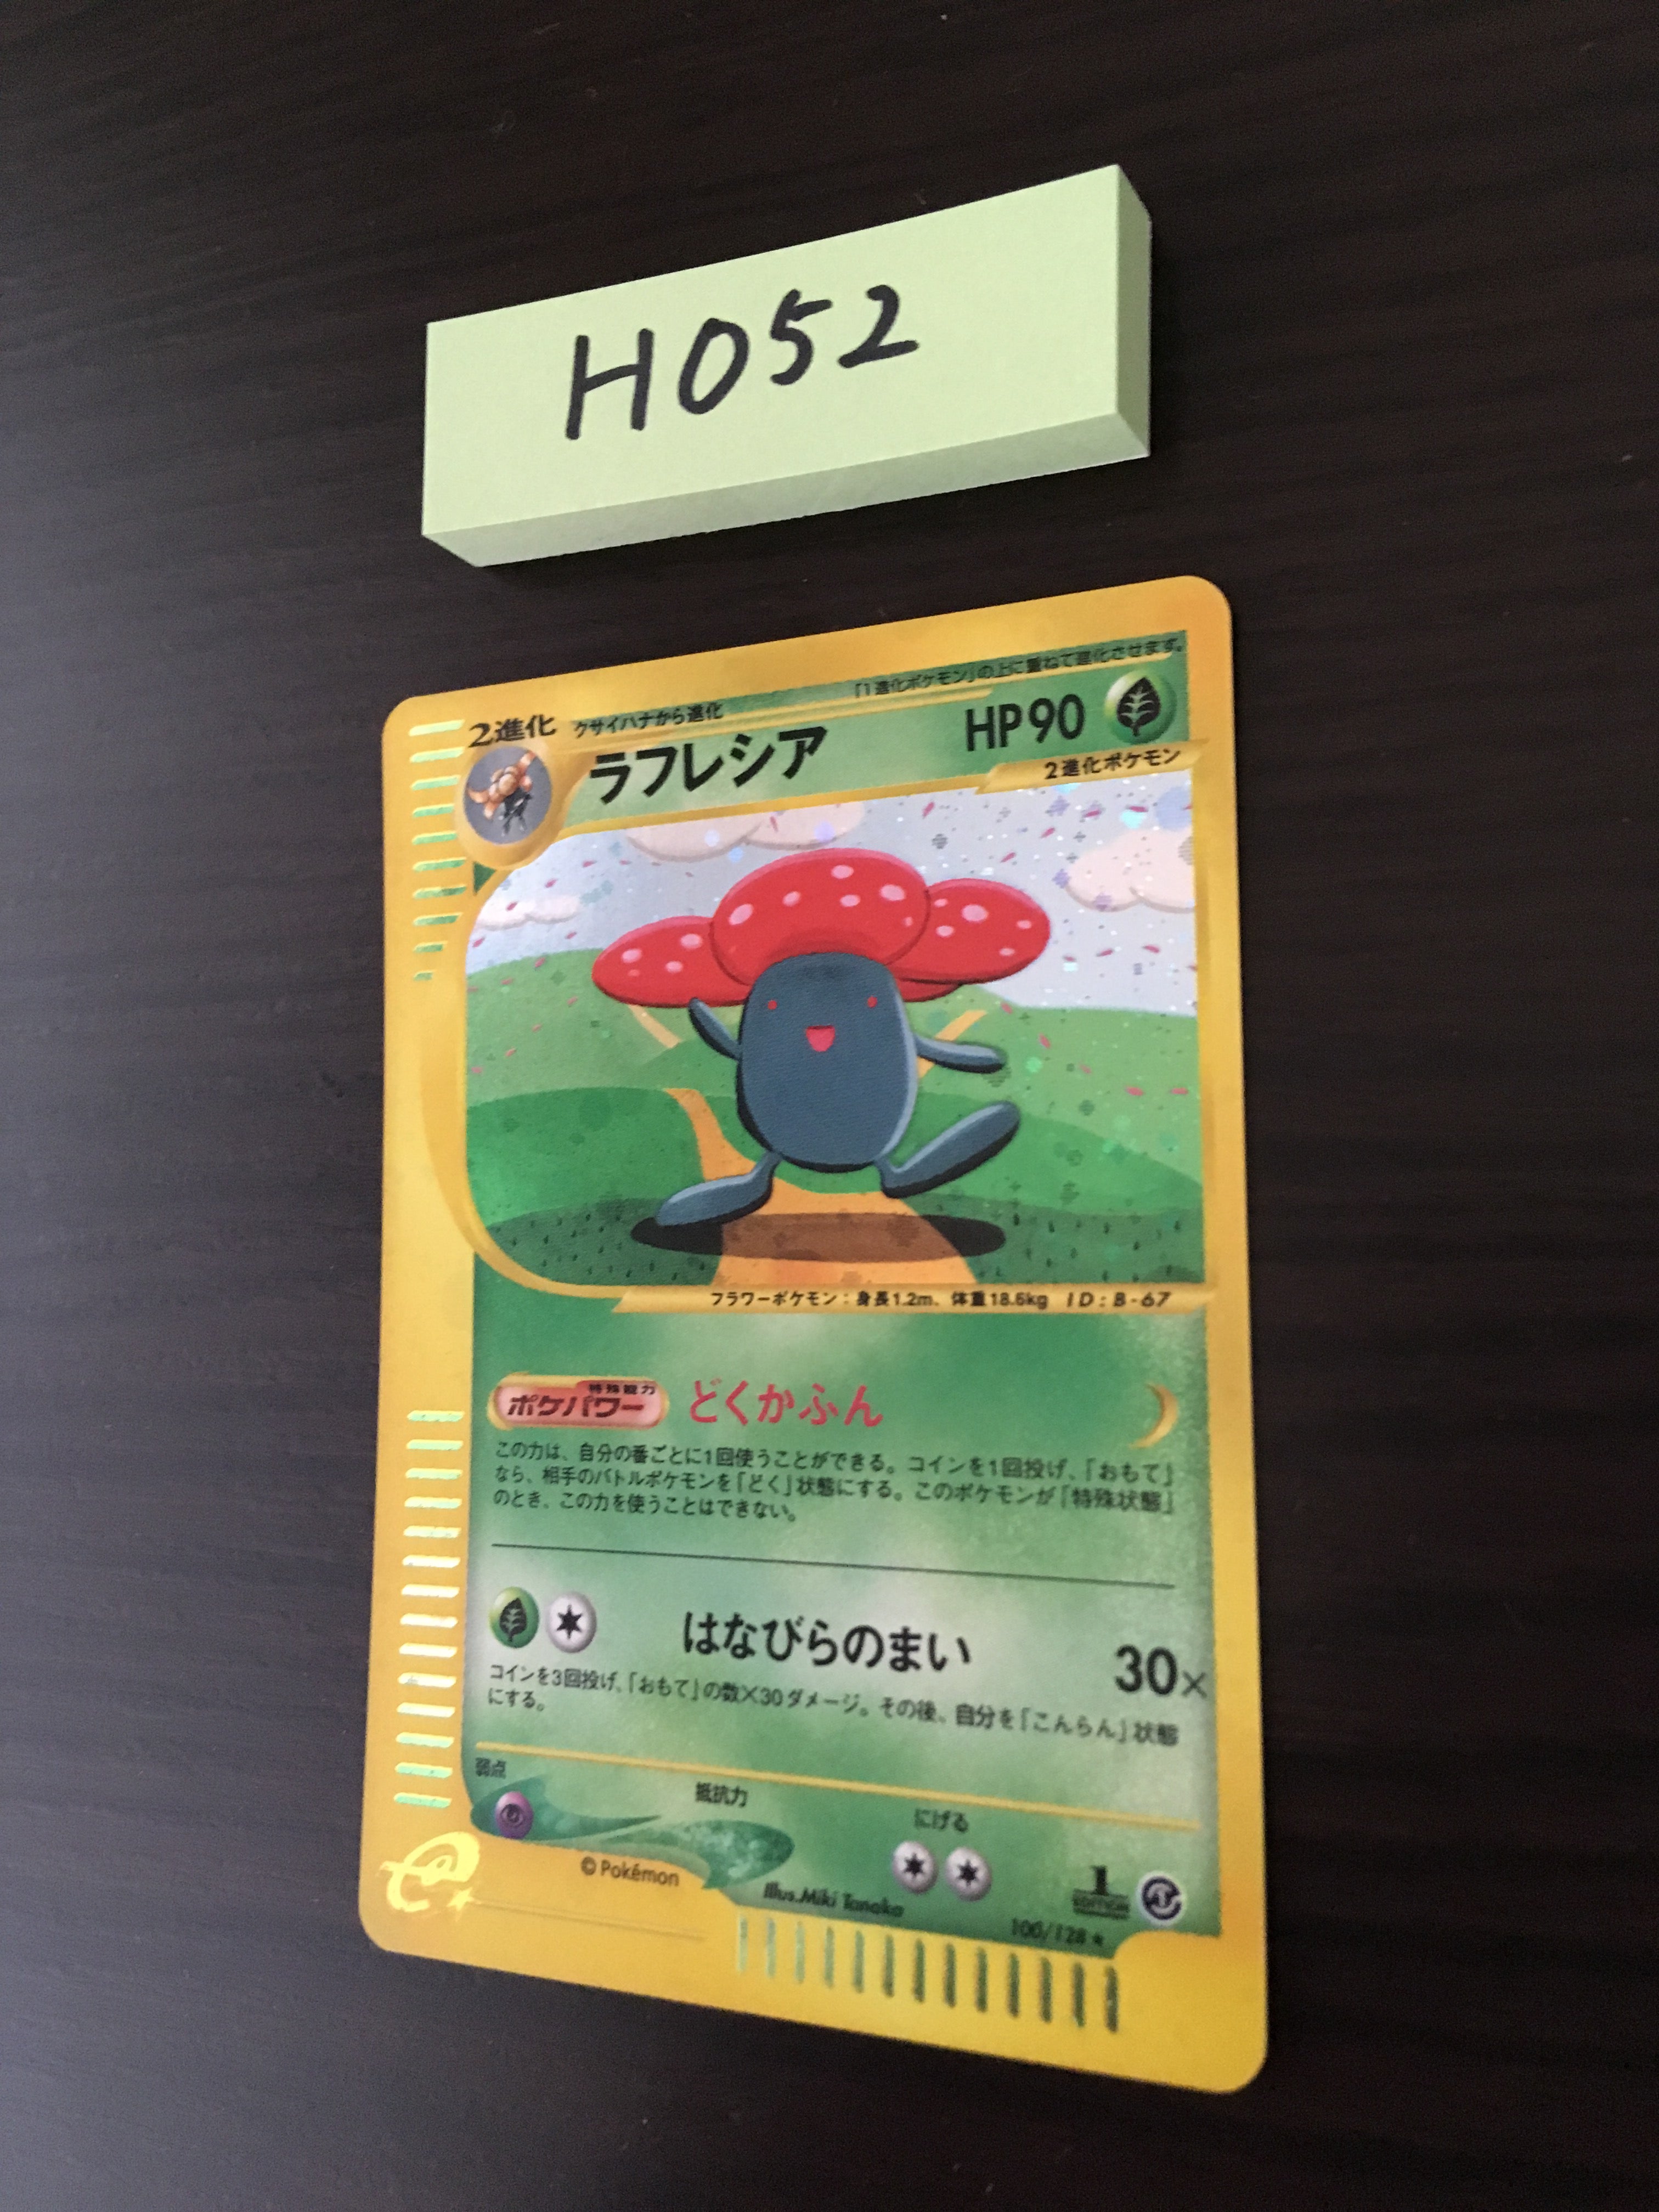 H052
「1進化ポケモン」の上に重ねて進化させます。
2進化 クサイハナから進化
ラフレシア HP90
2進化ポケモン
フラワーポケモン：身長1.2m、体重18.6kg ID:B-67
特殊能力
ポケパワー どくかふん
この力は、自分の番ごとに1回使うことができる。コインを1回投げ、「おもて」
なら、相手のバトルポケモンを「どく」状態にする。このポケモンが「特殊状態」
のとき、この力を使うことはできない。
はなびらのまい 30×
コインを3回投げ、「おもて」の数×30ダメージ。その後、自分を「こんらん」状態
にする。
弱点 抵抗力 にげる
© Pokémon Illus.Miki Tanaka
1 EDITION
100/128 ★
e